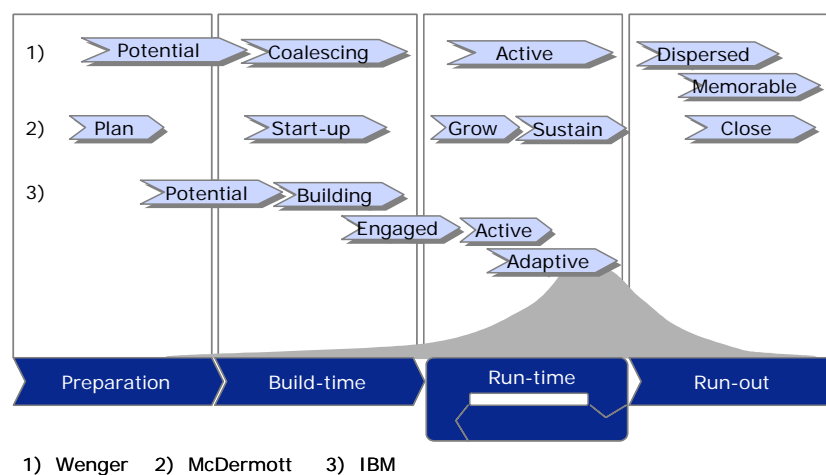 1) Potential Coalescing Active Dispersed
Memorable
2) Plan Start-up Grow Sustain Close
3) Potential Building
Engaged Active
Adaptive
Preparation Build-time Run-time Run-out
1) Wenger 2) McDermott 3) IBM